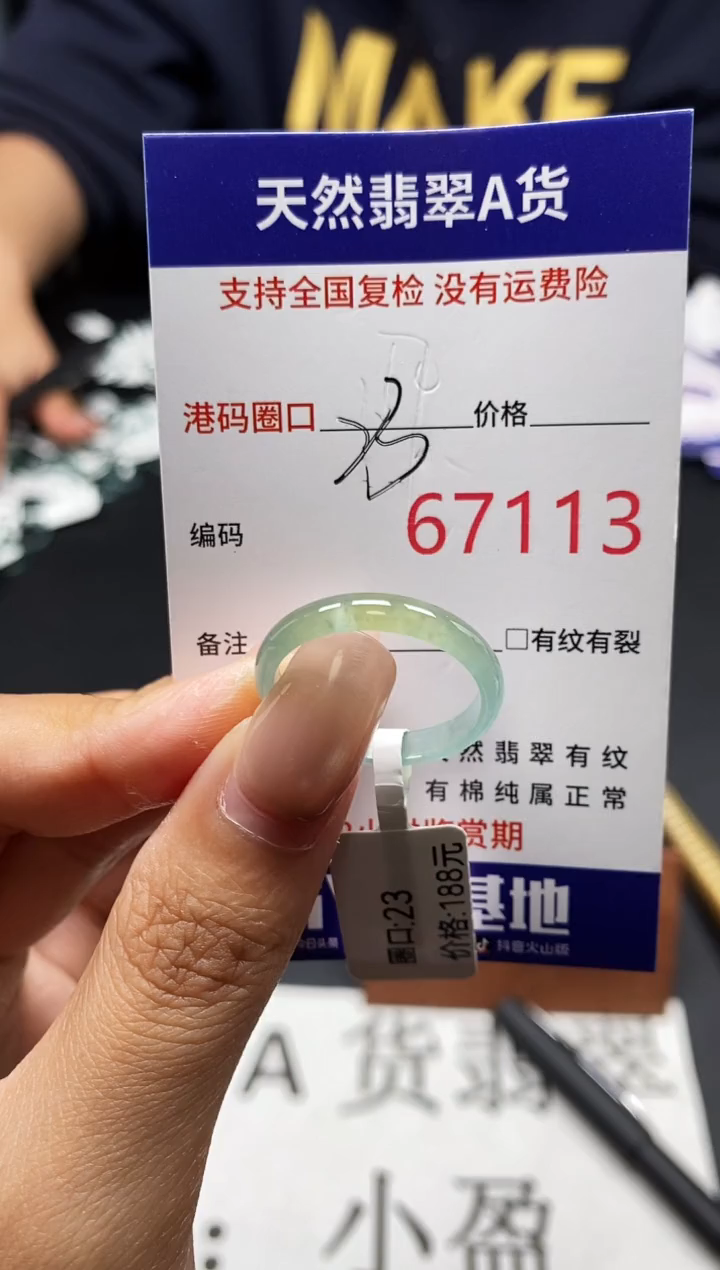 MAKE
天然翡翠A货
支持全国复检 没有运费险
港码圈口 23 价格
编码 67113
备注 □有纹有裂
然翡翠有纹
有棉纯属正常
赏期
基地
抖音火山版
圈口:23
价格:188元
A 货翡翠
: 小盈